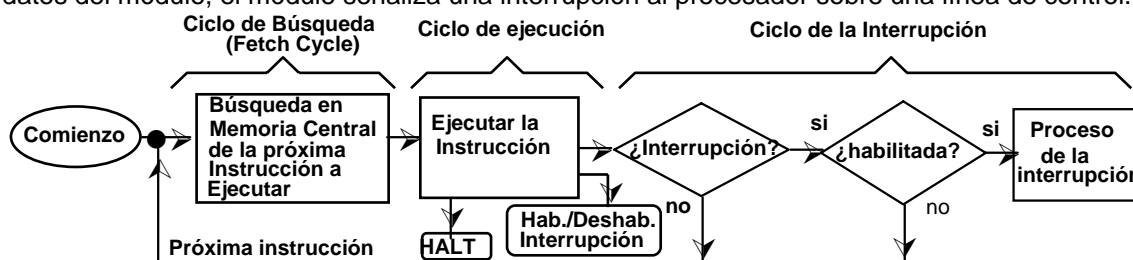 datos del módulo, el módulo señaliza una interrupción al procesador sobre una línea de control.
Ciclo de Búsqueda
(Fetch Cycle)
Ciclo de ejecución
Ciclo de la Interrupción
Comienzo
Búsqueda en
Memoria Central
de la próxima
Instrucción a
Ejecutar
Ejecutar la
Instrucción
¿Interrupción?
si
¿habilitada?
si
Proceso
de la
interrupción
no
no
Hab./Deshab.
Interrupción
HALT
Próxima instrucción